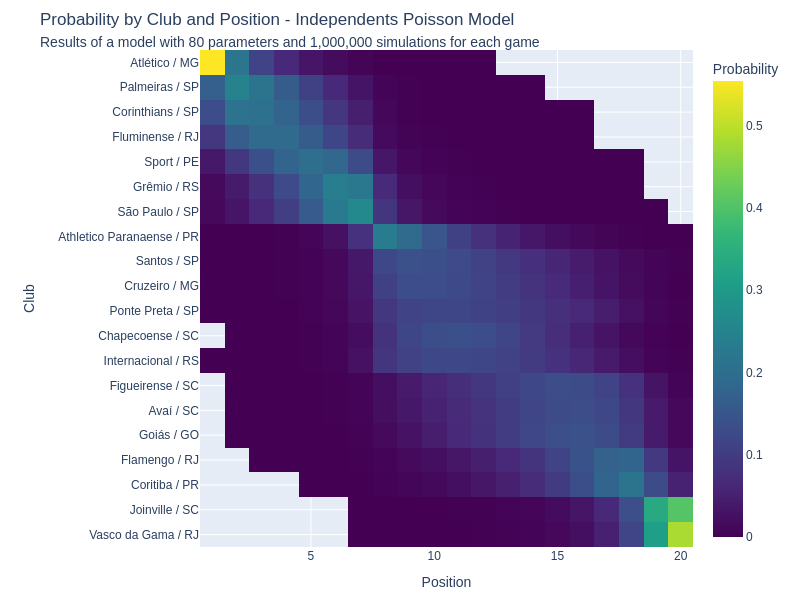 Probability by Club and Position - Independents Poisson Model
Results of a model with 80 parameters and 1,000,000 simulations for each game
Probability
Club
Atlético / MG
Palmeiras / SP
Corinthians / SP
Fluminense / RJ
Sport / PE
Grêmio / RS
São Paulo / SP
Athletico Paranaense / PR
Santos / SP
Cruzeiro / MG
Ponte Preta / SP
Chapecoense / SC
Internacional / RS
Figueirense / SC
Avaí / SC
Goiás / GO
Flamengo / RJ
Coritiba / PR
Joinville / SC
Vasco da Gama / RJ
5 10 15 20
Position
0.5
0.4
0.3
0.2
0.1
0